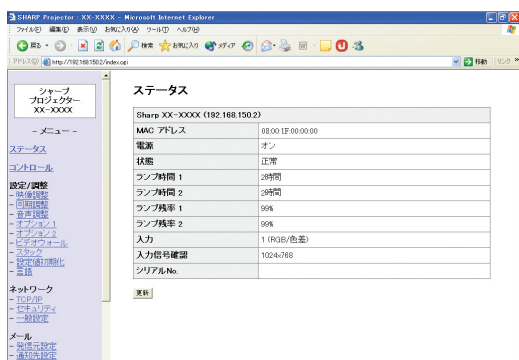 SHARP Projector : XX-XXXX - Microsoft Internet Explorer
ファイル(F) 編集(E) 表示(V) お気に入り(A) ツール(T) ヘルプ(H)
戻る 検索 お気に入り メディア
アドレス(D) http://192.168.150.2/index.cgi 移動 リンク »
シャープ
プロジェクター
XX-XXXX
- メニュー -
ステータス
コントロール
設定/調整
- 映像調整
- 同期調整
- 音声調整
- オプション 1
- オプション 2
- ビデオウォール
- スタック
- 設定値初期化
- 言語
ネットワーク
- TCP/IP
- セキュリティ
- 一般設定
メール
- 発信元設定
- 通知先設定
ステータス
Sharp XX-XXXX (192.168.150.2)
MAC アドレス 08:00:1F:00:00:00
電源 オン
状態 正常
ランプ時間 1 2時間
ランプ時間 2 2時間
ランプ残率 1 99%
ランプ残率 2 99%
入力 1 (RGB/色差)
入力信号確認 1024x768
シリアルNo.
更新